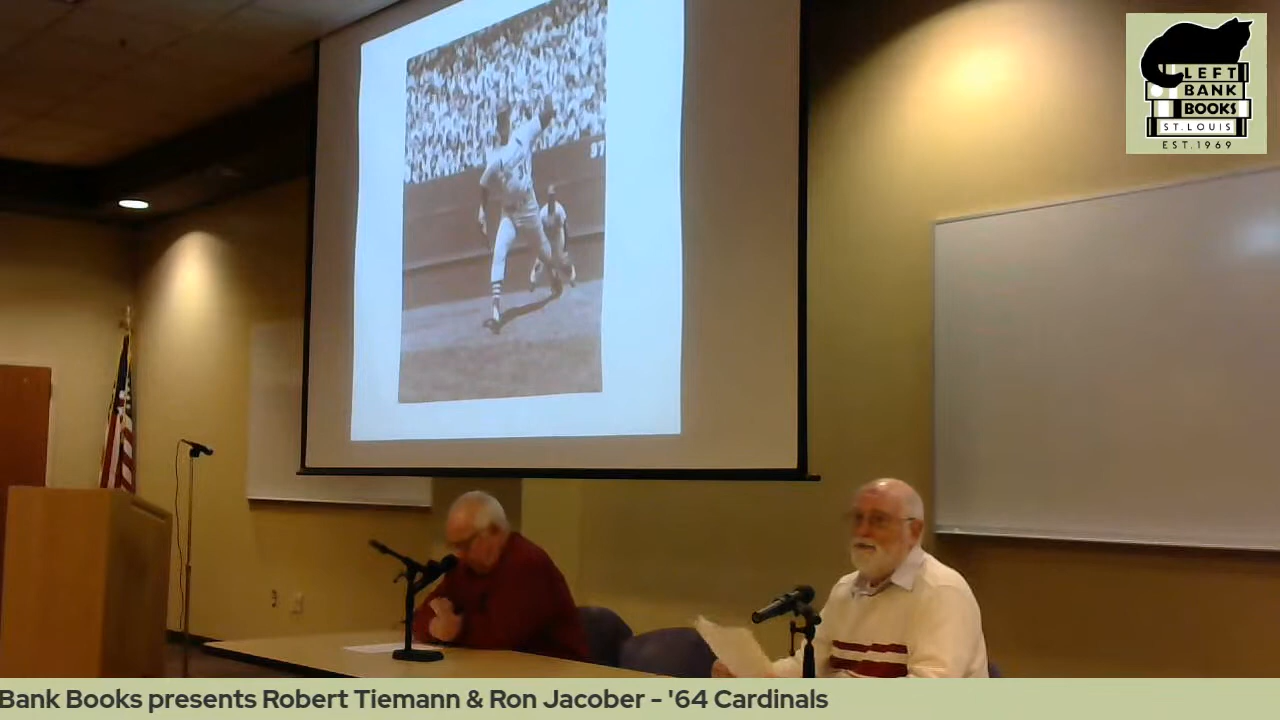 LEFT
BANK
BOOKS
ST. LOUIS
EST. 1969
Bank Books presents Robert Tiemann & Ron Jacober - '64 Cardinals